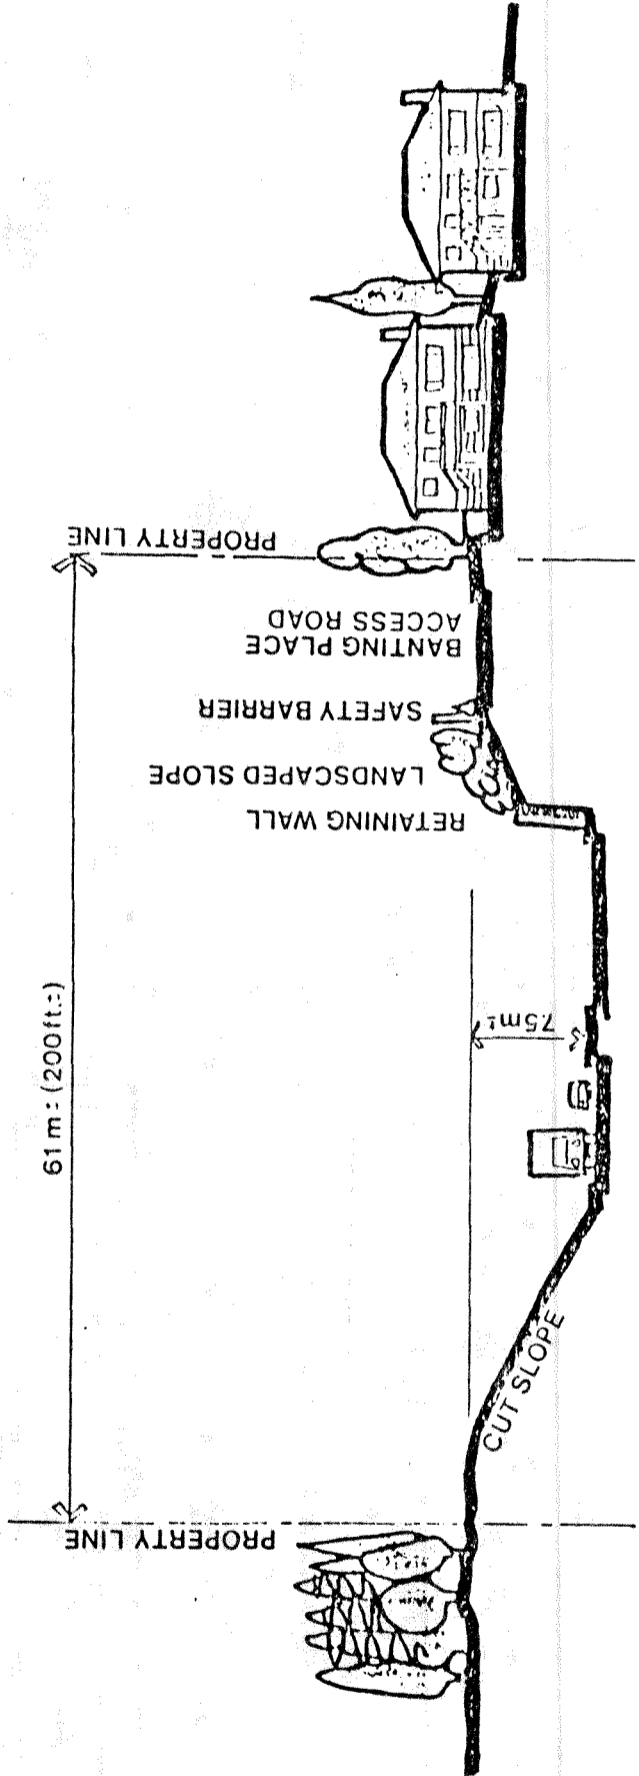 PROPERTY LINE
BANTING PLACE
ACCESS ROAD
SAFETY BARRIER
LANDSCAPED SLOPE
RETAINING WALL
61m± (200ft.±)
7.5m±
CUT SLOPE
PROPERTY LINE